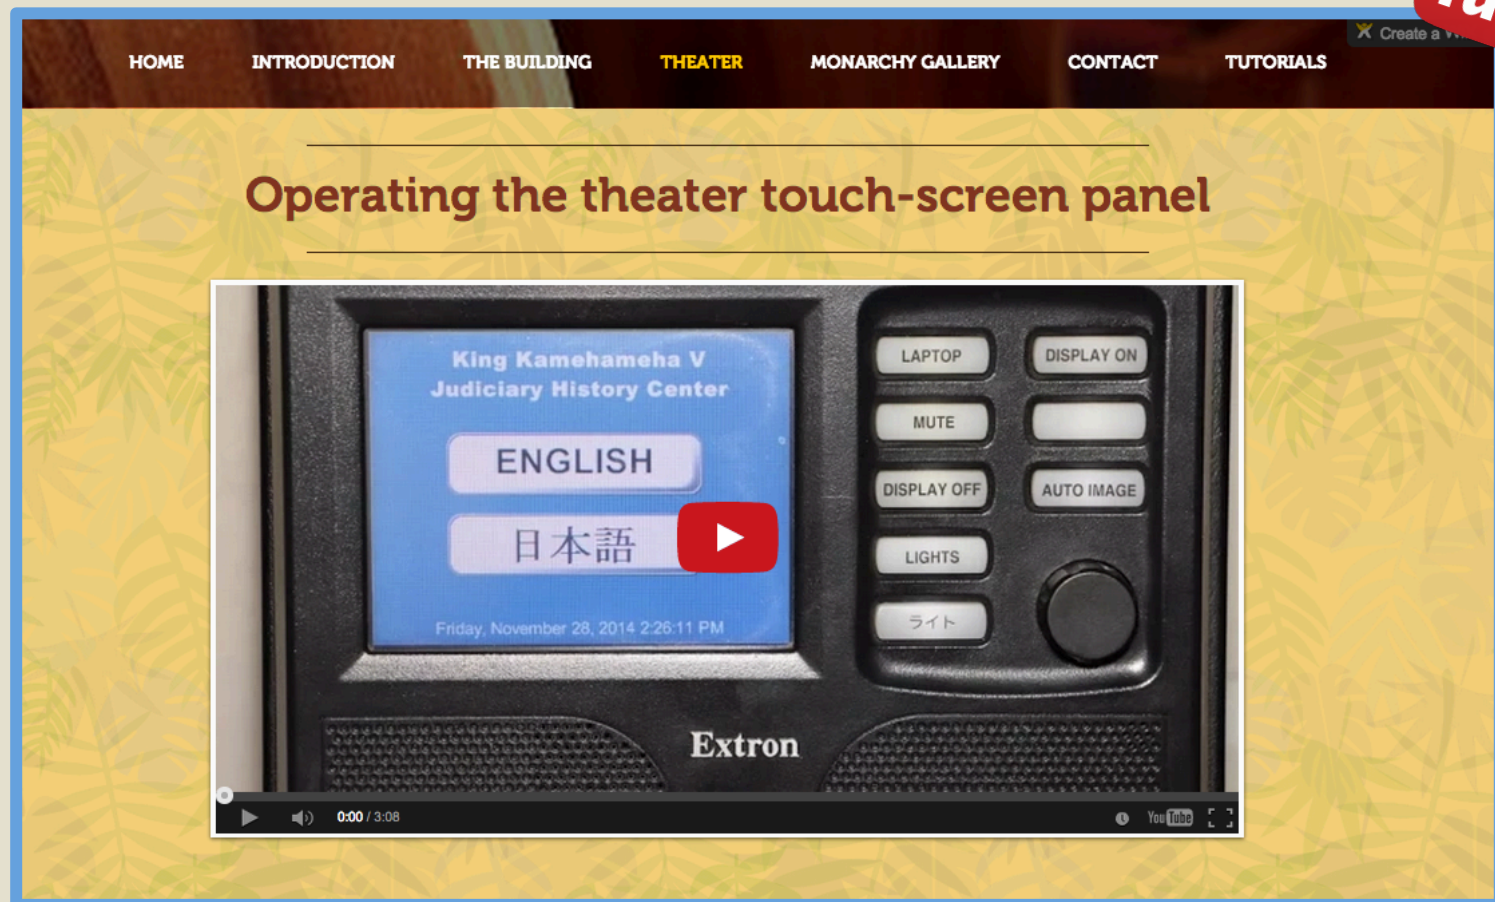 Create a
HOME INTRODUCTION THE BUILDING THEATER MONARCHY GALLERY CONTACT TUTORIALS
Operating the theater touch-screen panel
King Kamehameha V
Judiciary History Center
ENGLISH
日本語
Friday, November 28, 2014 2:26:11 PM
LAPTOP DISPLAY ON
MUTE
DISPLAY OFF AUTO IMAGE
LIGHTS
ライト
Extron
0:00 / 3:08 YouTube